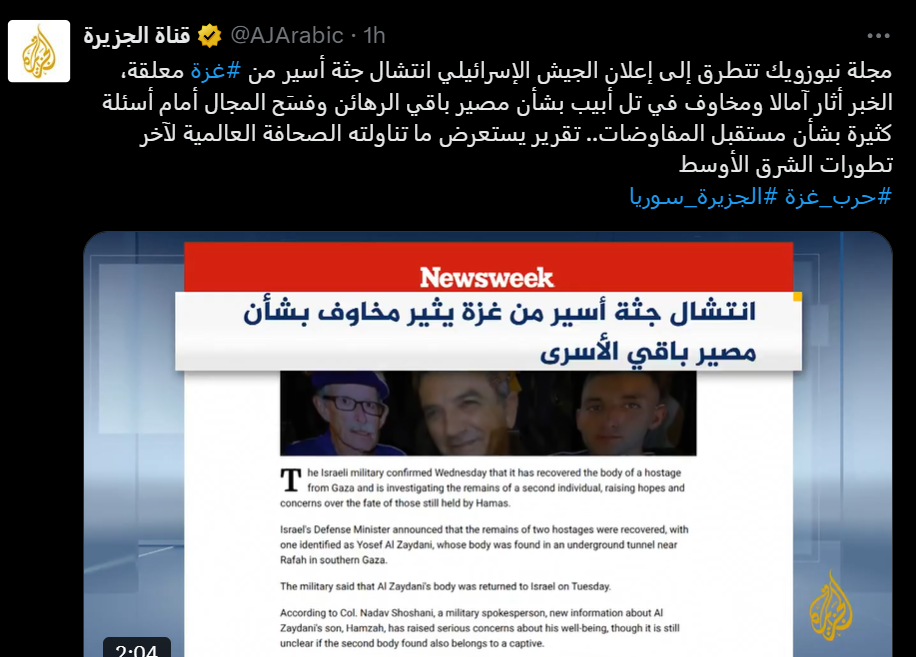 قناة الجزيرة @AJArabic · 1h
مجلة نيوزويك تتطرق إلى إعلان الجيش الإسرائيلي انتشال جثة أسير من #غزة معلقة،
الخبر أثار آمالا ومخاوف في تل أبيب بشأن مصير باقي الرهائن وفسَح المجال أمام أسئلة
كثيرة بشأن مستقبل المفاوضات.. تقرير يستعرض ما تناولته الصحافة العالمية لآخر
تطورات الشرق الأوسط
#حرب_غزة #الجزيرة_سوريا
Newsweek
انتشال جثة أسير من غزة يثير مخاوف بشأن
مصير باقي الأسرى
The Israeli military confirmed Wednesday that it has recovered the body of a hostage
from Gaza and is investigating the remains of a second individual, raising hopes and
concerns over the fate of those still held by Hamas.
Israel's Defense Minister announced that the remains of two hostages were recovered, with
one identified as Yosef Al Zaydani, whose body was found in an underground tunnel near
Rafah in southern Gaza.
The military said that Al Zaydani's body was returned to Israel on Tuesday.
According to Col. Nadav Shoshani, a military spokesperson, new information about Al
Zaydani's son, Hamzah, has raised serious concerns about his well-being, though it is still
unclear if the second body found also belongs to a captive.
2:04
الجزيرة